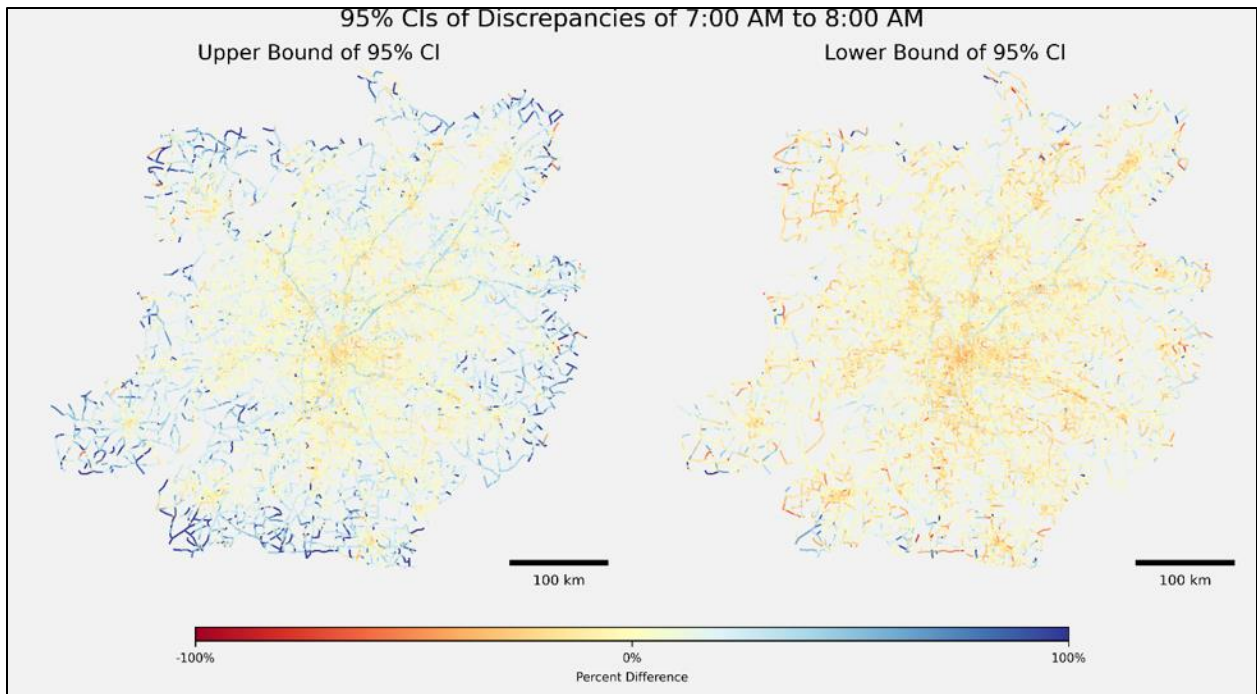 95% CIs of Discrepancies of 7:00 AM to 8:00 AM
Upper Bound of 95% CI
Lower Bound of 95% CI
100 km
100 km
-100%
0%
100%
Percent Difference